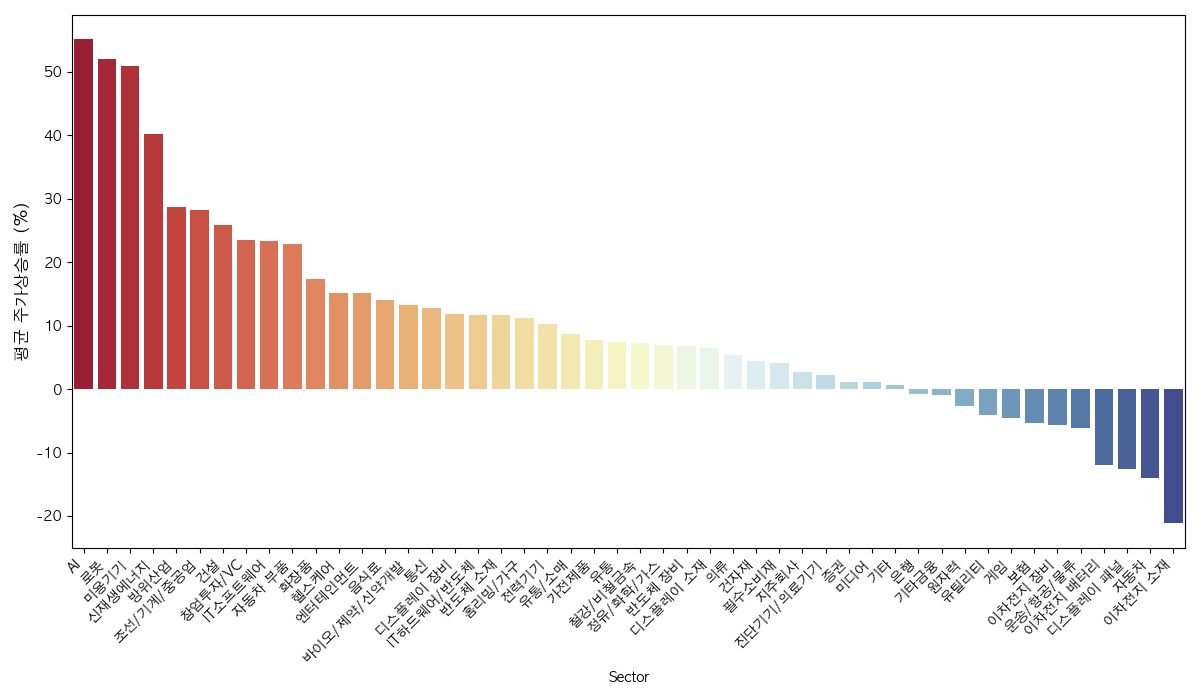 평균 주가상승률 (%)
50
40
30
20
10
0
-10
-20
AI
로봇
미용기기
신재생에너지
방위산업
조선/기계/중공업
건설
창업투자/VC
IT소프트웨어
자동차 부품
화장품
헬스케어
엔터테인먼트
음식료
바이오/제약/신약개발
통신
디스플레이 장비
IT하드웨어/반도체
반도체 소재
홈리빙/가구
전력기기
유통/소매
가전제품
유통
철강/비철금속
정유/화학/가스
반도체 장비
디스플레이 소재
의류
건자재
필수소비재
지주회사
진단기기/의료기기
증권
미디어
기타
은행
기타금융
원자력
유틸리티
게임
보험
이차전지 장비
운송/항공/물류
이차전지 배터리
디스플레이 패널
자동차
이차전지 소재
Sector